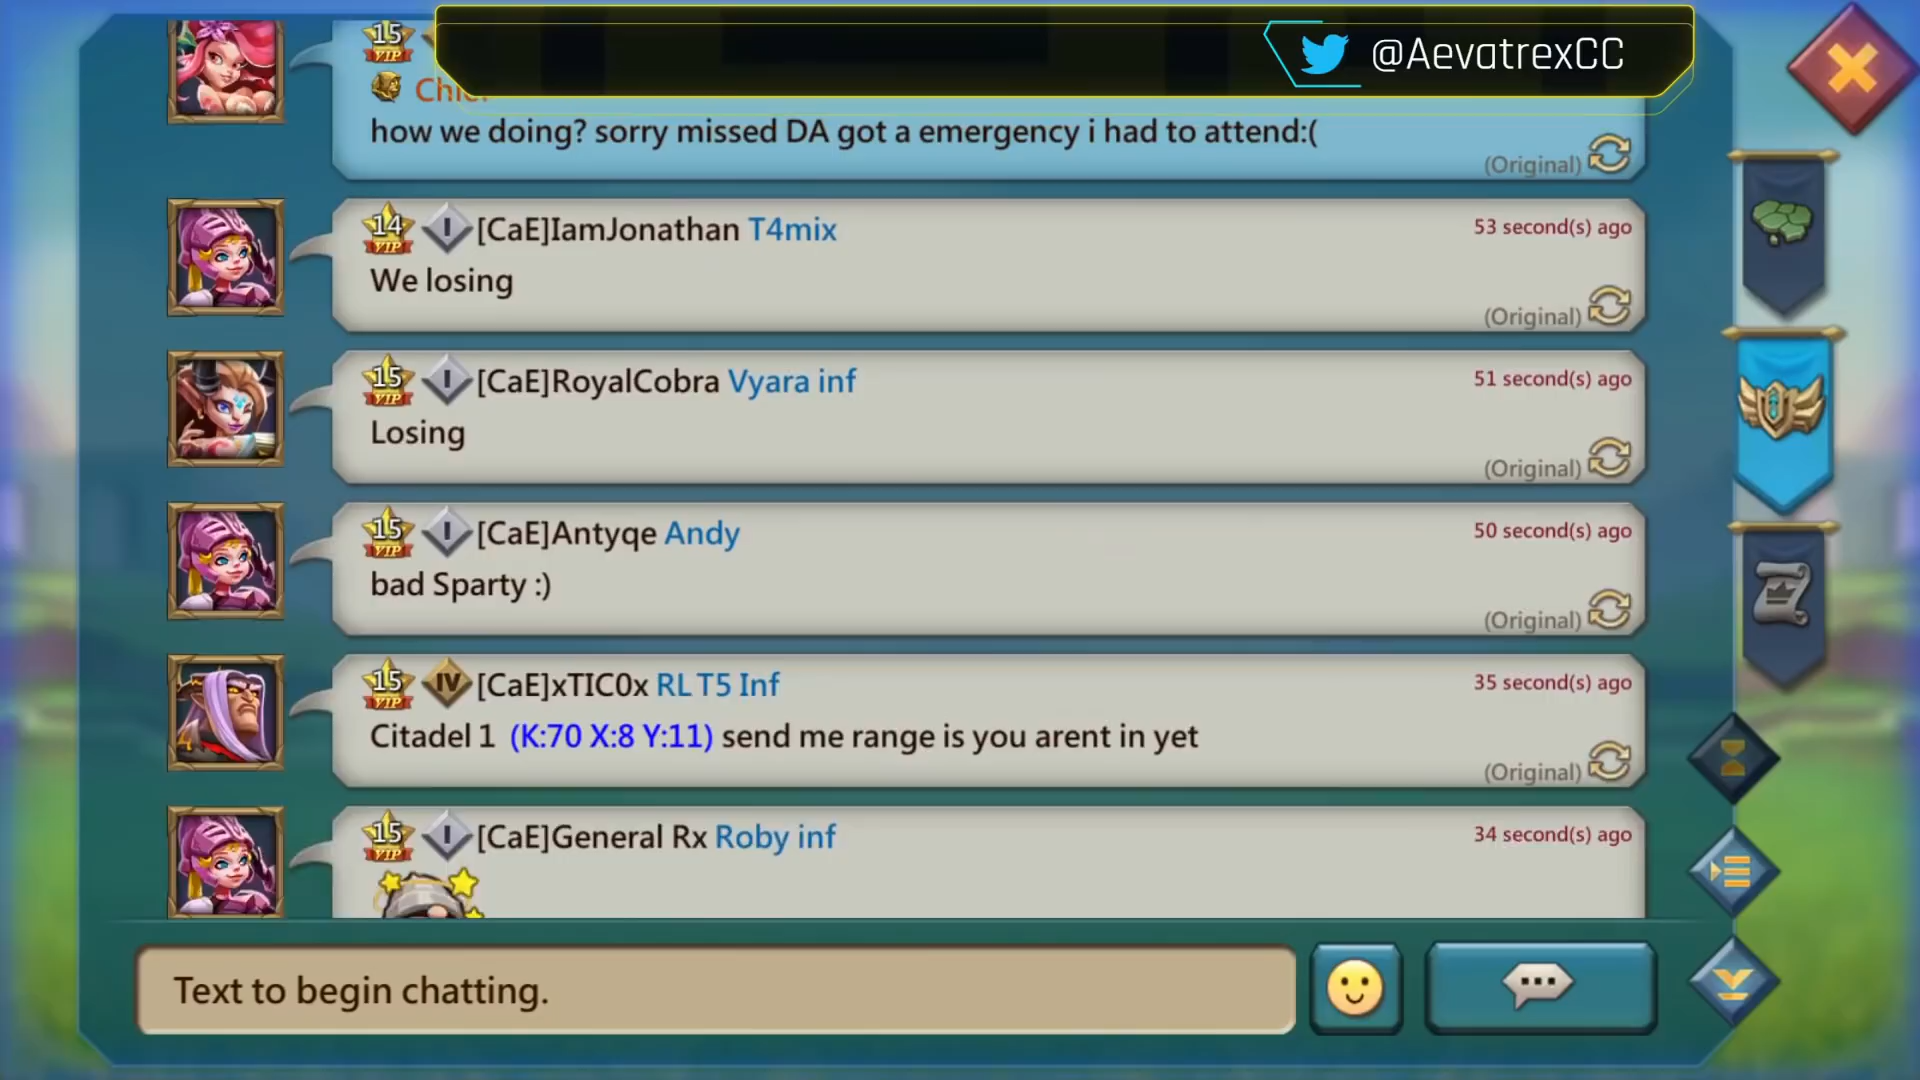 @AevatrexCC
15
VIP
how we doing? sorry missed DA got a emergency i had to attend:(
(Original)
14 VIP I [CaE]IamJonathan T4mix 53 second(s) ago
We losing
(Original)
15 VIP I [CaE]RoyalCobra Vyara inf 51 second(s) ago
Losing
(Original)
15 VIP I [CaE]Antyqe Andy 50 second(s) ago
bad Sparty :)
(Original)
15 VIP IV [CaE]xTIC0x RL T5 Inf 35 second(s) ago
Citadel 1 (K:70 X:8 Y:11) send me range is you arent in yet
(Original)
15 VIP I [CaE]General Rx Roby inf 34 second(s) ago
Text to begin chatting.